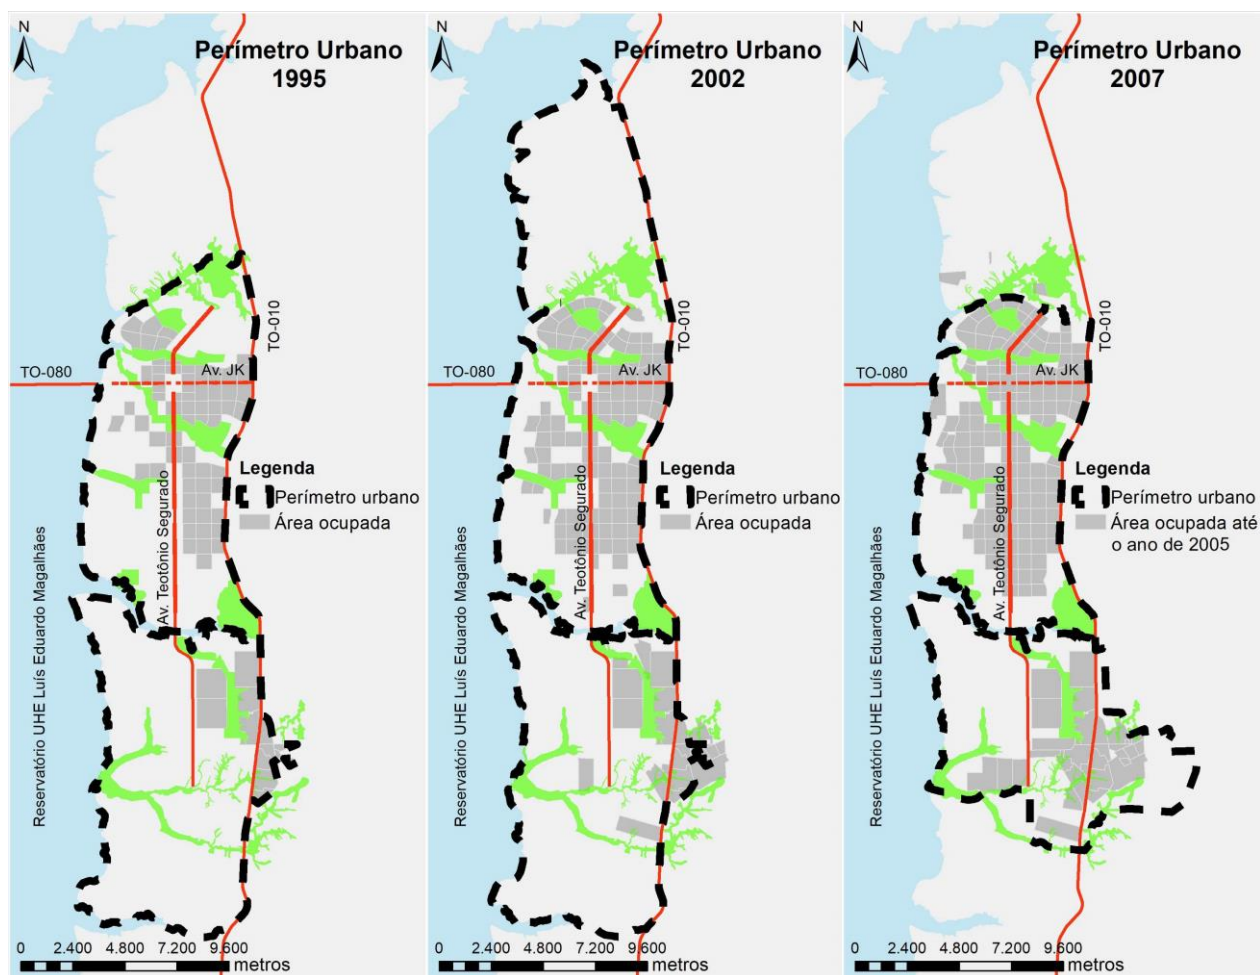 N
Perímetro Urbano
1995
TO-010
TO-080
Av. JK
Av. Teotônio Segurado
Legenda
Perímetro urbano
Área ocupada
Reservatório UHE Luís Eduardo Magalhães
0 2.400 4.800 7.200 9.600
metros
N
Perímetro Urbano
2002
TO-010
TO-080
Av. JK
Av. Teotônio Segurado
Legenda
Perímetro urbano
Área ocupada
Reservatório UHE Luís Eduardo Magalhães
0 2.400 4.800 7.200 9.600
metros
N
Perímetro Urbano
2007
TO-010
TO-080
Av. JK
Av. Teotônio Segurado
Legenda
Perímetro urbano
Área ocupada até
o ano de 2005
Reservatório UHE Luís Eduardo Magalhães
0 2.400 4.800 7.200 9.600
metros